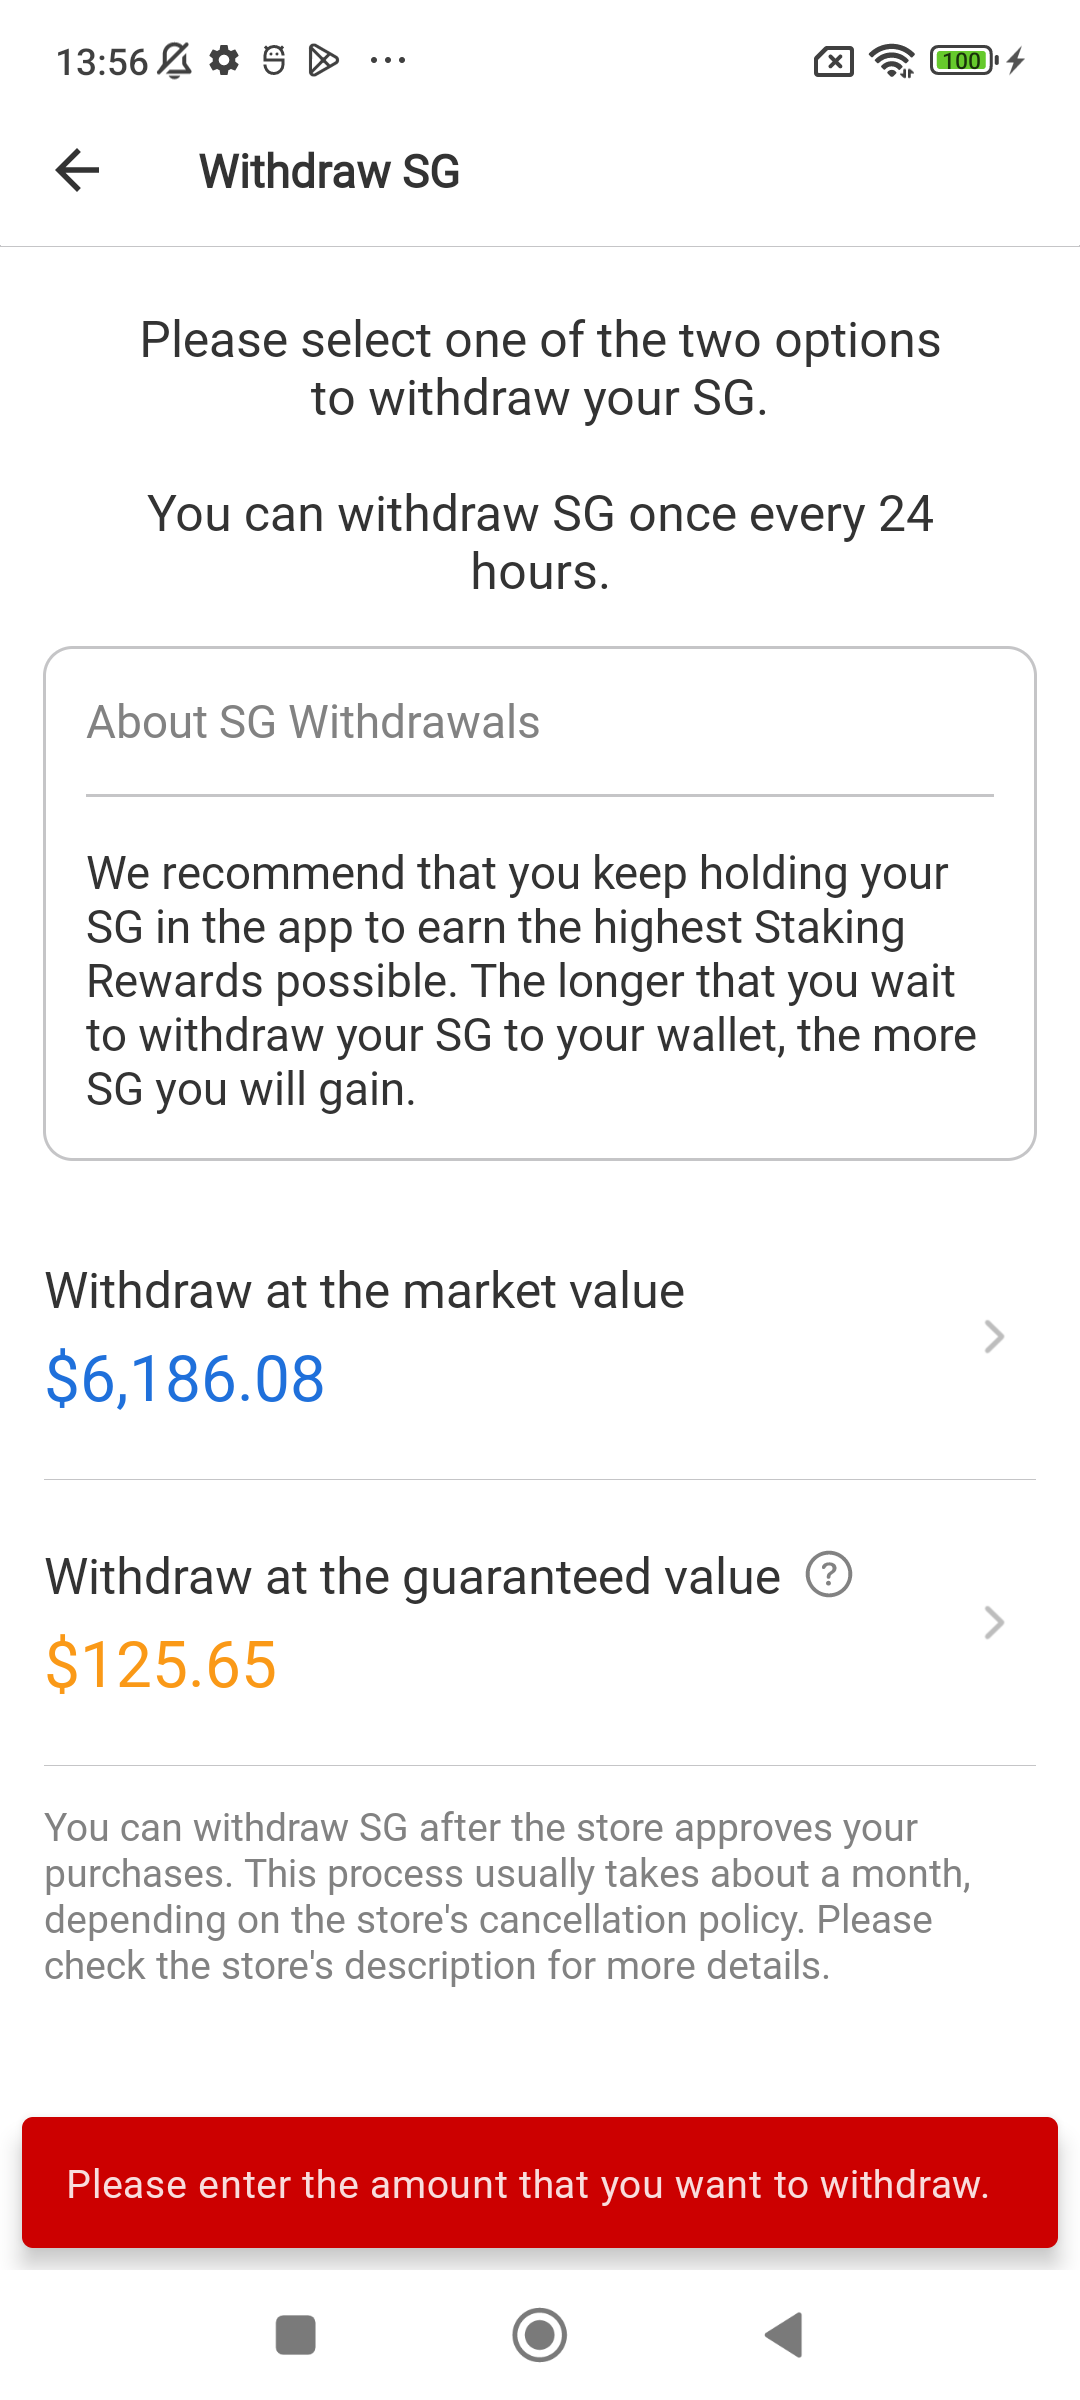 13:56
100
Withdraw SG
Please select one of the two options
to withdraw your SG.
You can withdraw SG once every 24
hours.
About SG Withdrawals
We recommend that you keep holding your
SG in the app to earn the highest Staking
Rewards possible. The longer that you wait
to withdraw your SG to your wallet, the more
SG you will gain.
Withdraw at the market value
$6,186.08
Withdraw at the guaranteed value ?
$125.65
You can withdraw SG after the store approves your
purchases. This process usually takes about a month,
depending on the store's cancellation policy. Please
check the store's description for more details.
Please enter the amount that you want to withdraw.